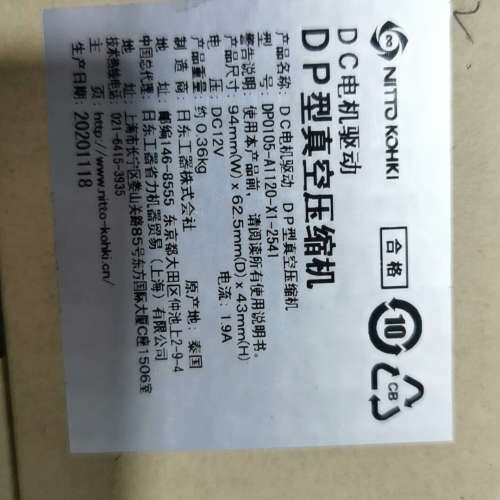 NITTO KOHKI
DC电机驱动
DP型真空压缩机
合格
10
CB
产品名称: DC电机驱动 DP型真空压缩机
型 号: DP0105-A1120-X1-2541
警告说明: 使用本产品前, 请阅读所有使用说明书。
产品尺寸: 94mm(W) x 62.5mm(D) x 43mm(H)
电压: DC12V 电流: 1.9A
产品重量: 约0.36kg 原产地: 泰国
制 造 商: 日东工器株式会社
地 址: 邮编146-8555 东京都大田区仲池上2-9-4
中国总代理: 日东工器省力机器贸易(上海)有限公司
地 址: 上海市长宁区娄山关路85号东方国际大厦C座1506室
技术热线电话: 021-6415-3935
主 页: http://www.nitto-kohki.cn/
20201118